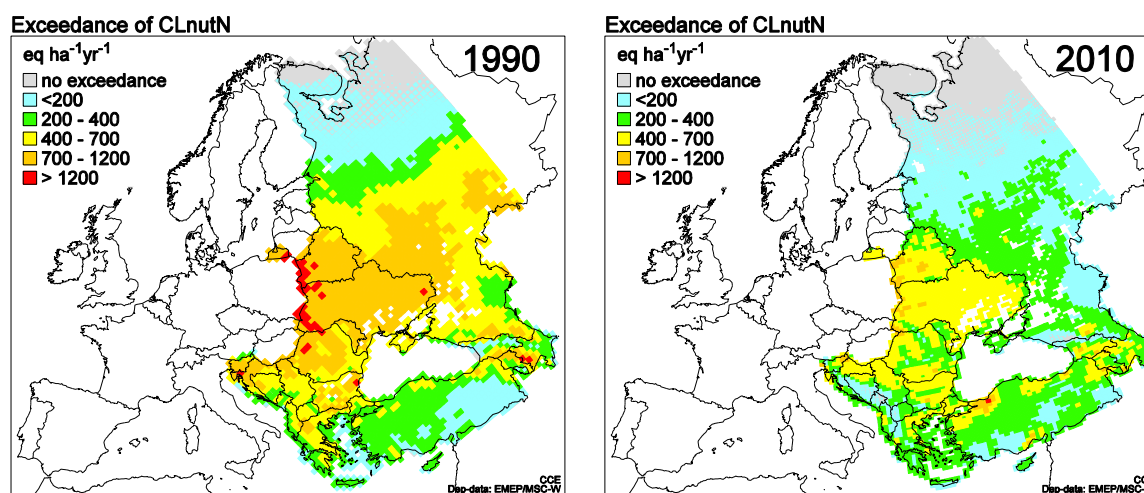 Exceedance of CLnutN
eq ha⁻¹yr⁻¹
1990
no exceedance
<200
200 - 400
400 - 700
700 - 1200
> 1200
CCE
Dep-data: EMEP/MSC-W
Exceedance of CLnutN
eq ha⁻¹yr⁻¹
2010
no exceedance
<200
200 - 400
400 - 700
700 - 1200
> 1200
CC
Dep-data: EMEP/MSC-W